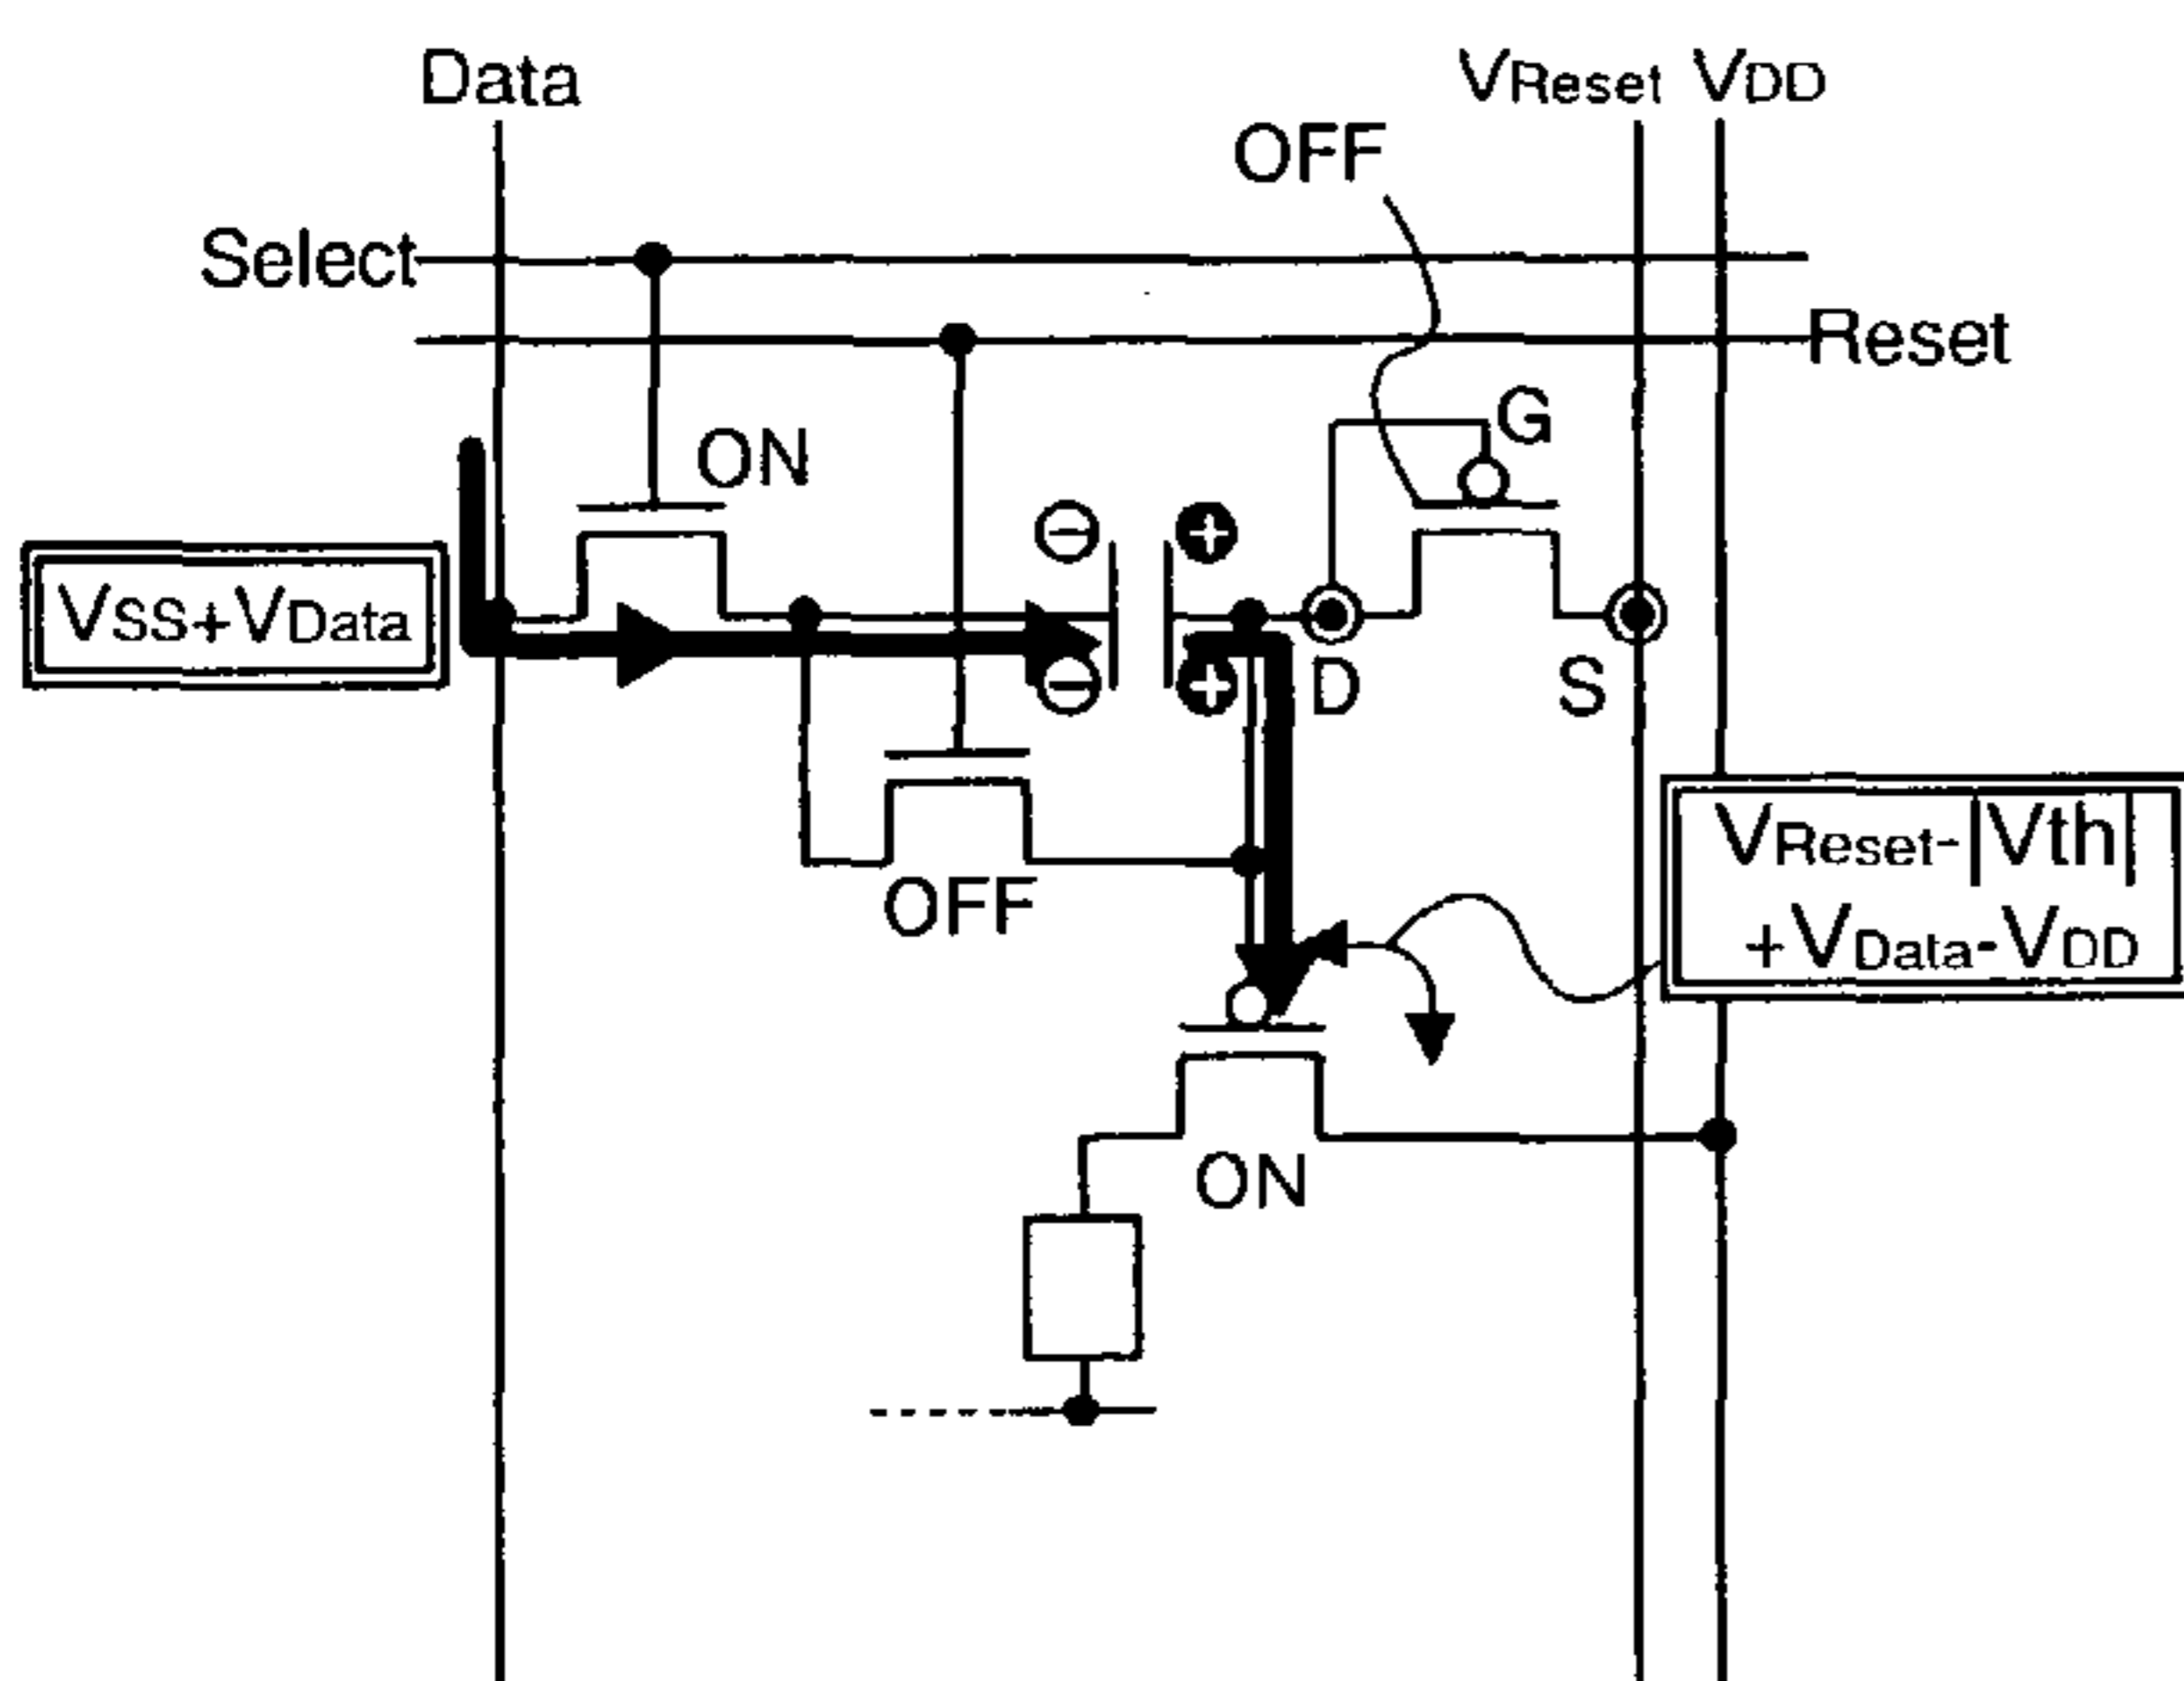 Data
VReset VDD
OFF
Select
Reset
G
ON
VSS+VData
D
S
VReset-|Vth|
+VData-VDD
OFF
ON